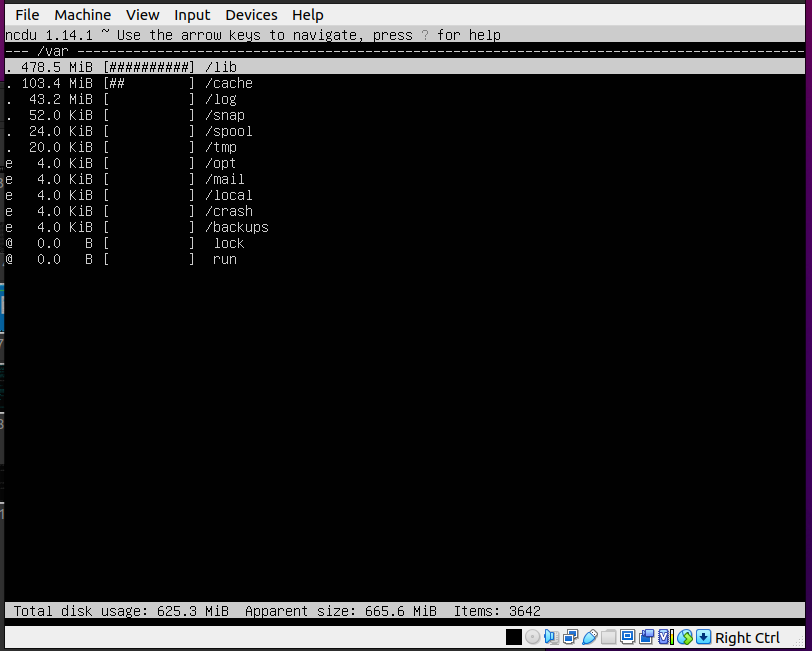 File Machine View Input Devices Help
ncdu 1.14.1 ~ Use the arrow keys to navigate, press ? for help
--- /var ---
. 478.5 MiB [##########] /lib
. 103.4 MiB [##        ] /cache
.  43.2 MiB [          ] /log
.  52.0 KiB [          ] /snap
.  24.0 KiB [          ] /spool
.  20.0 KiB [          ] /tmp
e   4.0 KiB [          ] /opt
e   4.0 KiB [          ] /mail
e   4.0 KiB [          ] /local
e   4.0 KiB [          ] /crash
e   4.0 KiB [          ] /backups
@   0.0   B [          ]  lock
@   0.0   B [          ]  run
Total disk usage: 625.3 MiB  Apparent size: 665.6 MiB  Items: 3642
Right Ctrl